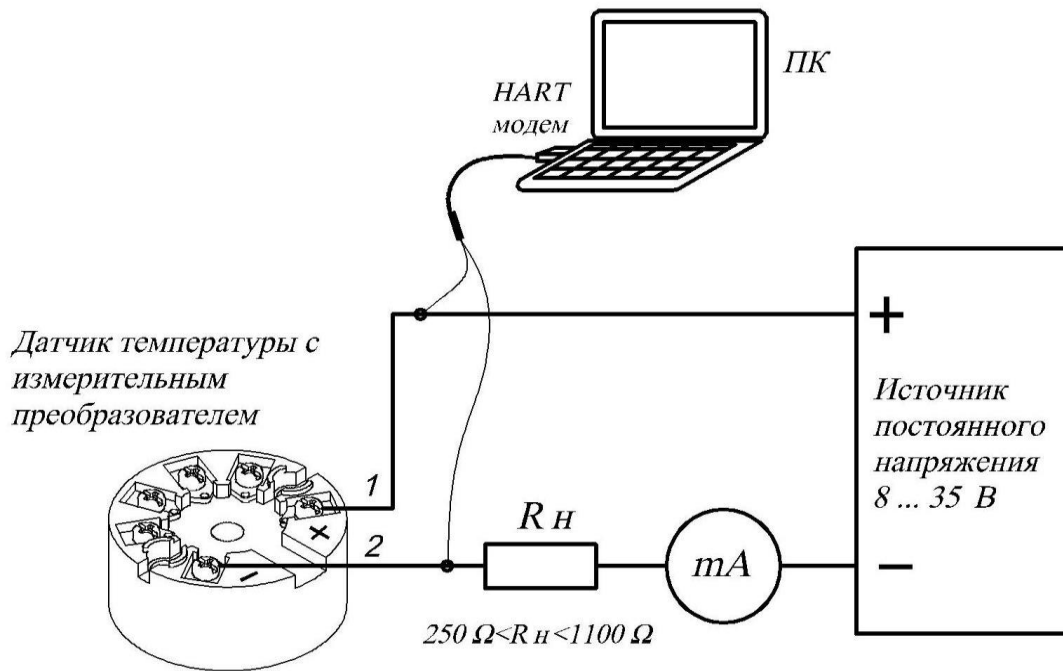 ПК
HART
модем
Датчик температуры с
измерительным
преобразователем
+
Источник
постоянного
напряжения
8 ... 35 В
1
+
2
R н
mA
−
−
250 Ω<R н <1100 Ω